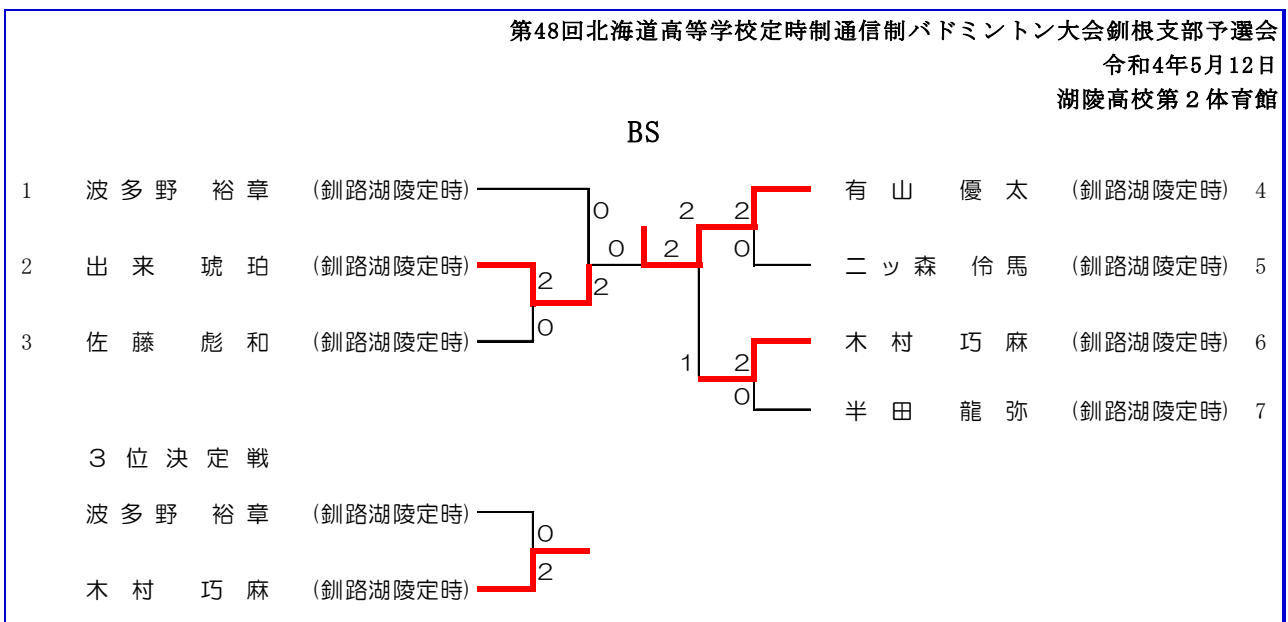 第48回北海道高等学校定時制通信制バドミントン大会釧根支部予選会
令和4年5月12日
湖陵高校第2体育館
BS
1 波多野 裕章 (釧路湖陵定時)
2 出来 琥珀 (釧路湖陵定時)
3 佐藤 彪和 (釧路湖陵定時)
0
2
2
0
0
2
2
1
2
0
2
0
有山 優太 (釧路湖陵定時) 4
二ッ森 伶馬 (釧路湖陵定時) 5
木村 巧麻 (釧路湖陵定時) 6
半田 龍弥 (釧路湖陵定時) 7
3位決定戦
波多野 裕章 (釧路湖陵定時)
0
2
木村 巧麻 (釧路湖陵定時)